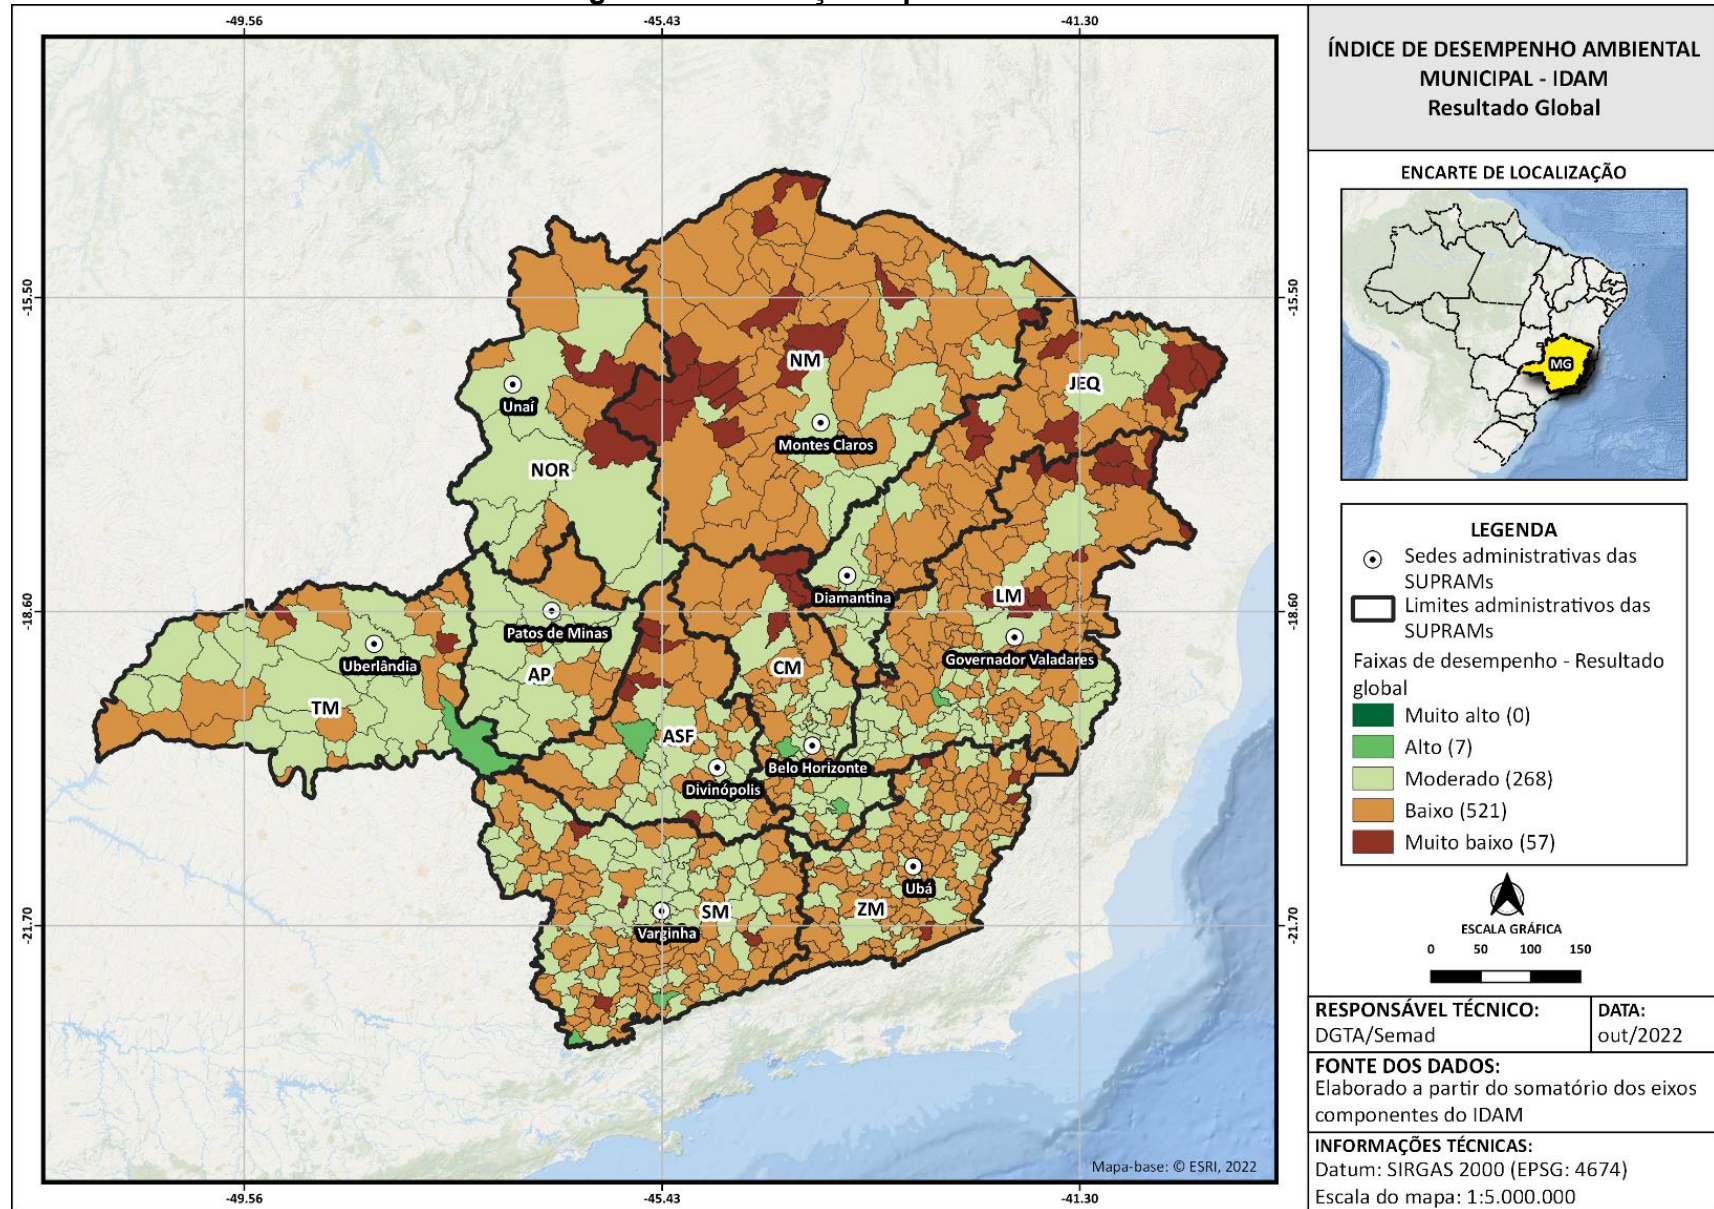 -49.56
-45.43
-41.30
-15.50
-15.50
-18.60
-18.60
-21.70
-21.70
-49.56
-45.43
-41.30
NM
JEQ
Unaí
Montes Claros
NOR
Diamantina
LM
Patos de Minas
Uberlândia
Governador Valadares
CM
AP
TM
ASF
Belo Horizonte
Divinópolis
Ubá
SM
ZM
Varginha
Mapa-base: © ESRI, 2022
ÍNDICE DE DESEMPENHO AMBIENTAL
MUNICIPAL - IDAM
Resultado Global
ENCARTE DE LOCALIZAÇÃO
MG
LEGENDA
Sedes administrativas das
SUPRAMs
Limites administrativos das
SUPRAMs
Faixas de desempenho - Resultado
global
Muito alto (0)
Alto (7)
Moderado (268)
Baixo (521)
Muito baixo (57)
ESCALA GRÁFICA
0 50 100 150
RESPONSÁVEL TÉCNICO:
DGTA/Semad
DATA:
out/2022
FONTE DOS DADOS:
Elaborado a partir do somatório dos eixos
componentes do IDAM
INFORMAÇÕES TÉCNICAS:
Datum: SIRGAS 2000 (EPSG: 4674)
Escala do mapa: 1:5.000.000